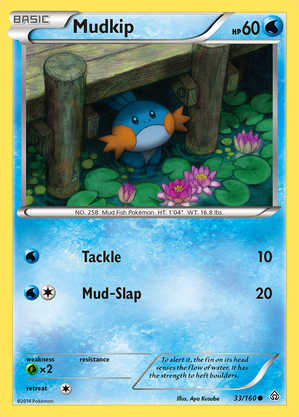 BASIC
Mudkip
HP60
NO. 258 Mud Fish Pokémon HT: 1'04" WT: 16.8 lbs.
Tackle 10
Mud-Slap 20
weakness resistance
×2
retreat
To alert it, the fin on its head
senses the flow of water. It has
the strength to heft boulders.
©2014 Pokémon
Illus. Aya Kusube
33/160